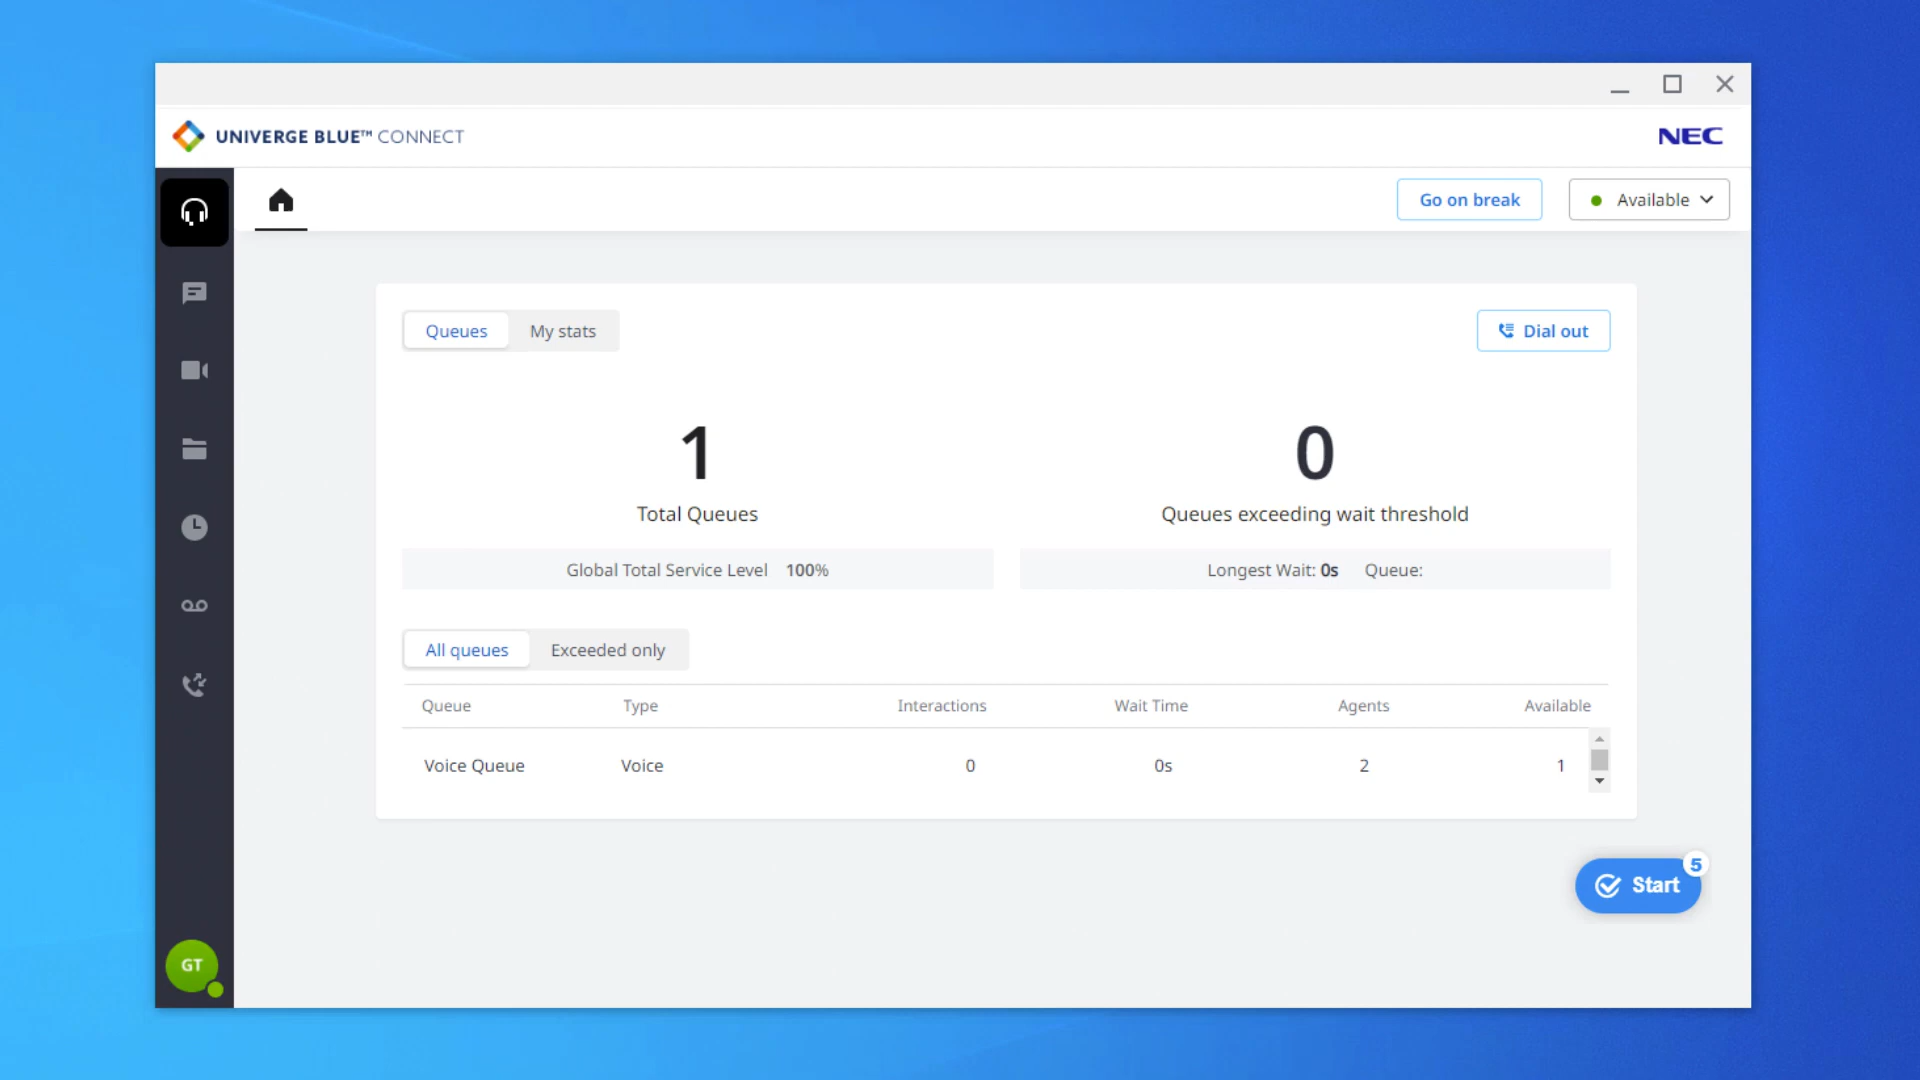 UNIVERGE BLUE™ CONNECT
NEC
Go on break
Available
Queues
My stats
Dial out
1
0
Total Queues
Queues exceeding wait threshold
Global Total Service Level 100%
Longest Wait: 0s Queue:
All queues
Exceeded only
Queue Type Interactions Wait Time Agents Available
Voice Queue Voice 0 0s 2 1
5
Start
GT